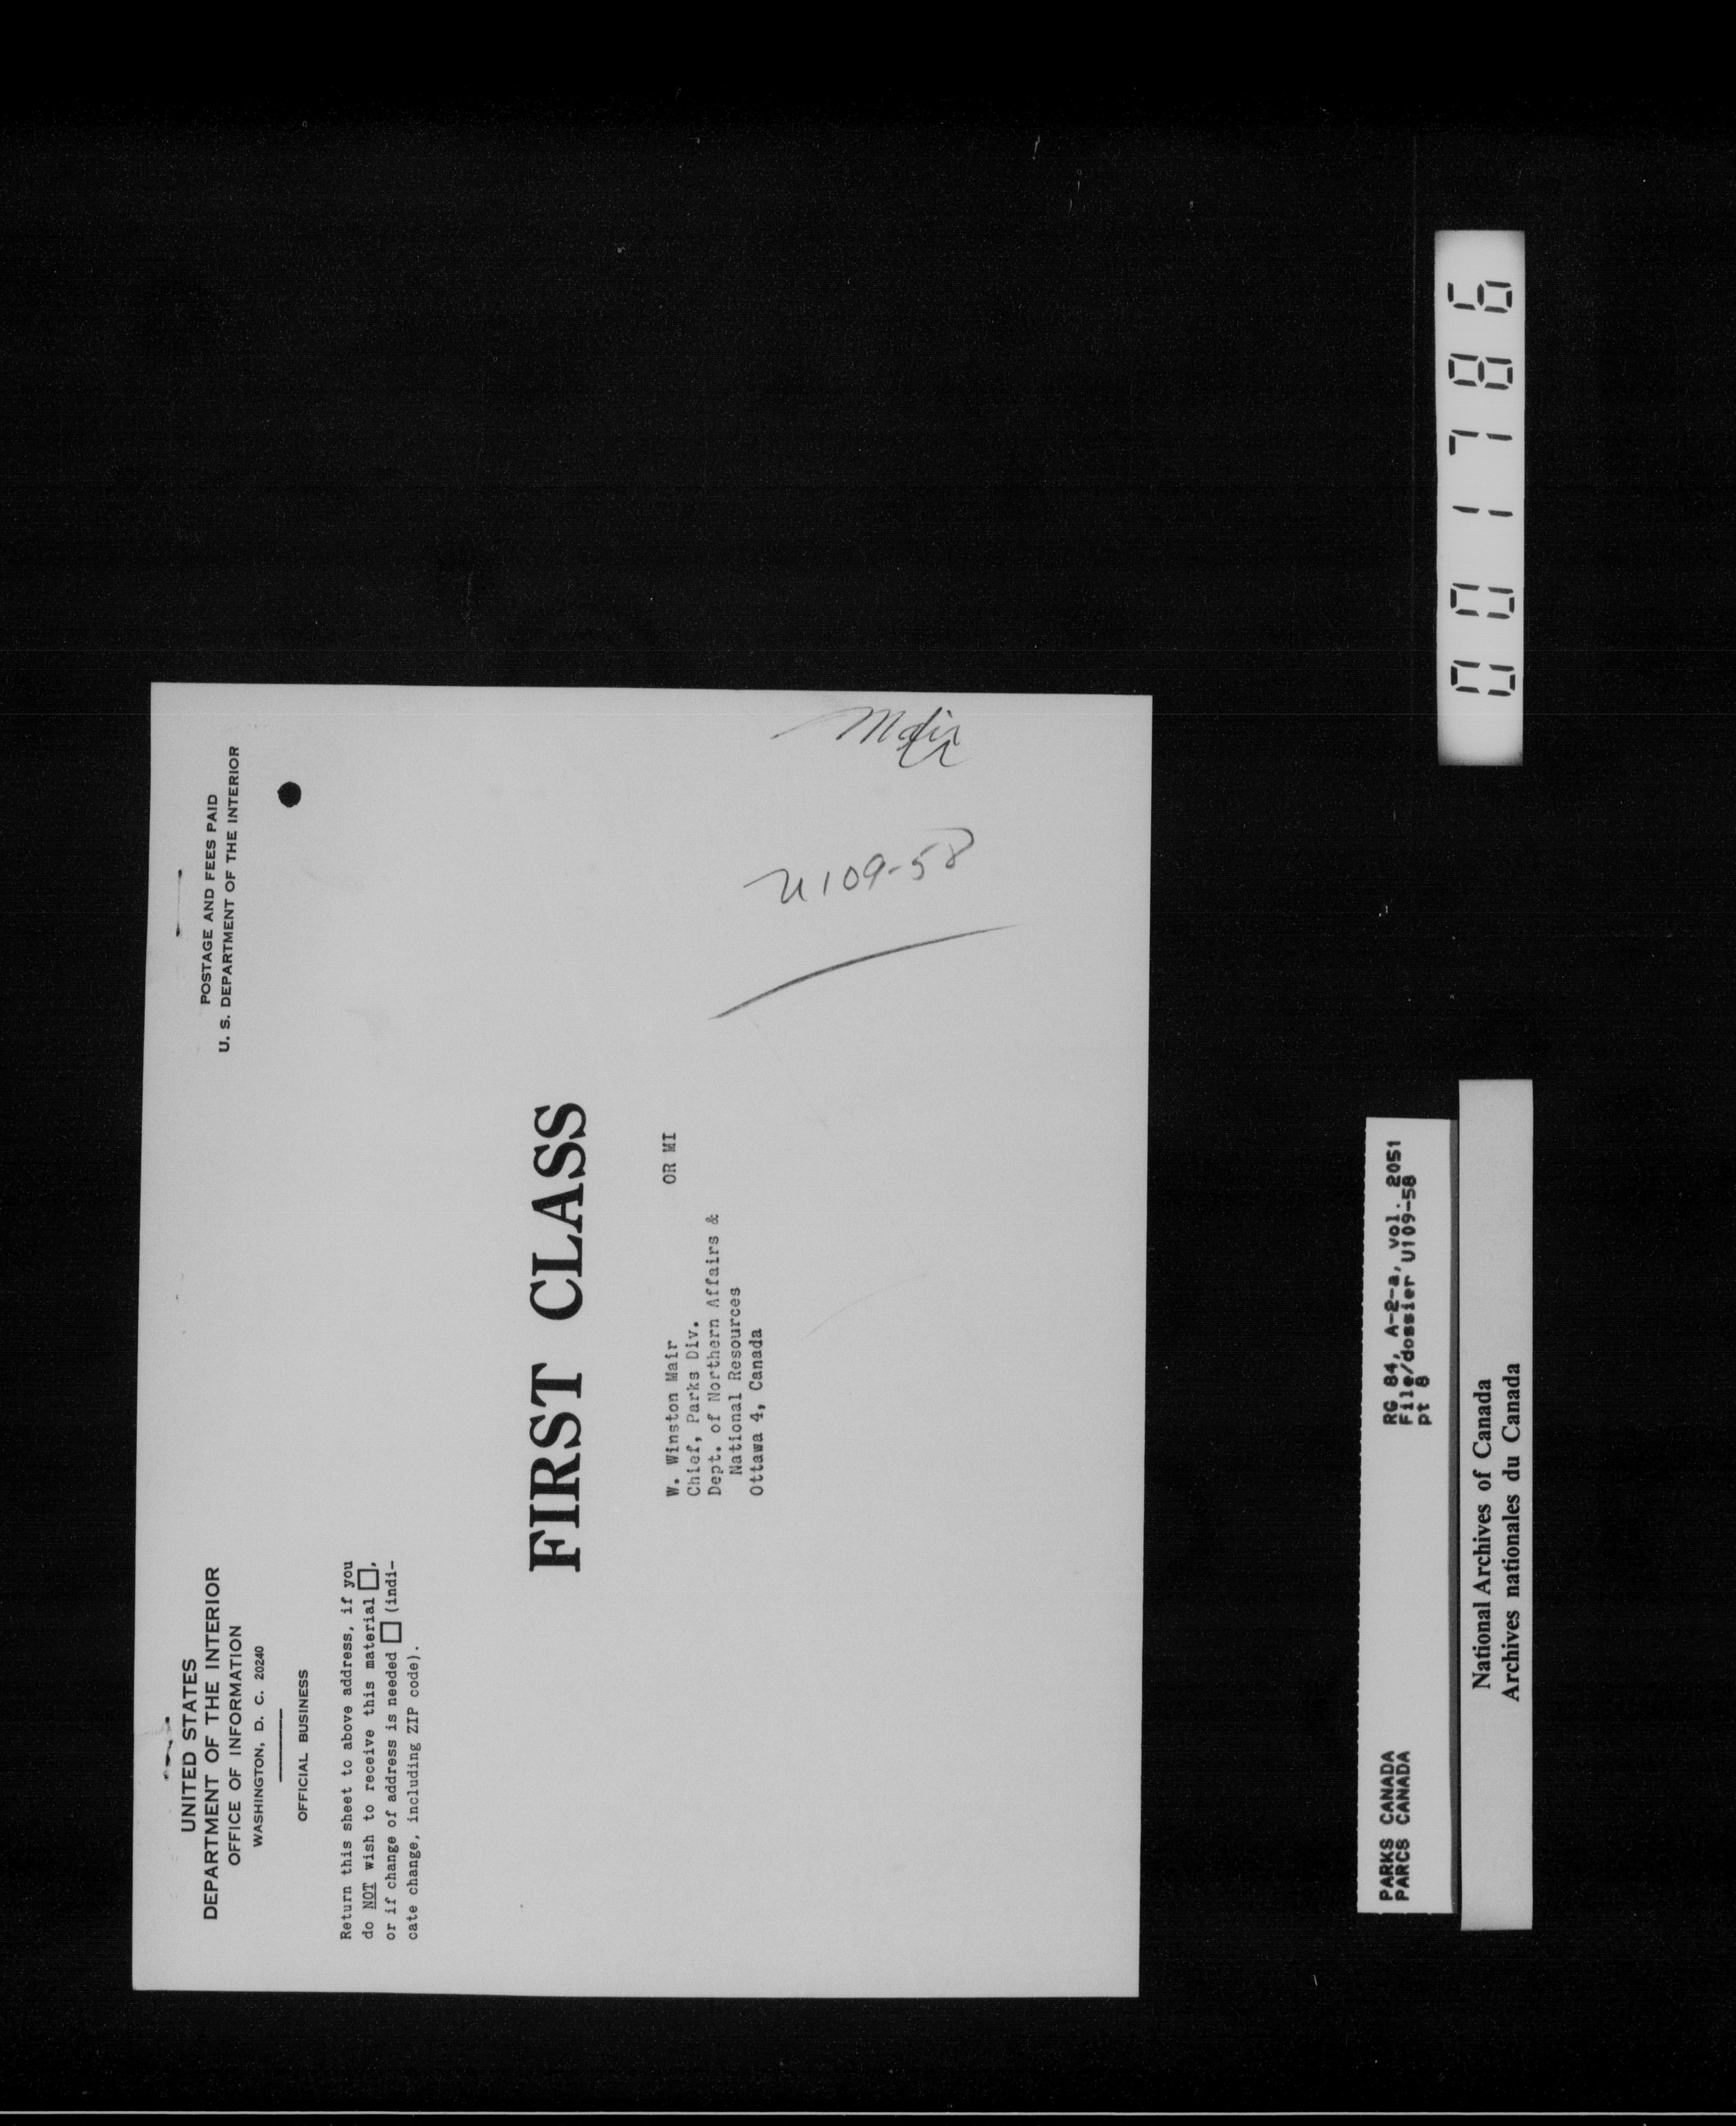 UNITED STATES
DEPARTMENT OF THE INTERIOR
OFFICE OF INFORMATION
WASHINGTON, D. C. 20240
OFFICIAL BUSINESS
POSTAGE AND FEES PAID
U. S. DEPARTMENT OF THE INTERIOR
Return this sheet to above address, if you
do NOT wish to receive this material ☐,
or if change of address is needed ☐ (indi-
cate change, including ZIP code).
FIRST CLASS
W. Winston Mair OR MI
Chief, Parks Div.
Dept. of Northern Affairs &
National Resources
Ottawa 4, Canada
U109-58
Mair
PARKS CANADA
PARCS CANADA
RG 84, A-2-a, vol. 2051
File/dossier U109-58
pt 8
National Archives of Canada
Archives nationales du Canada
001786